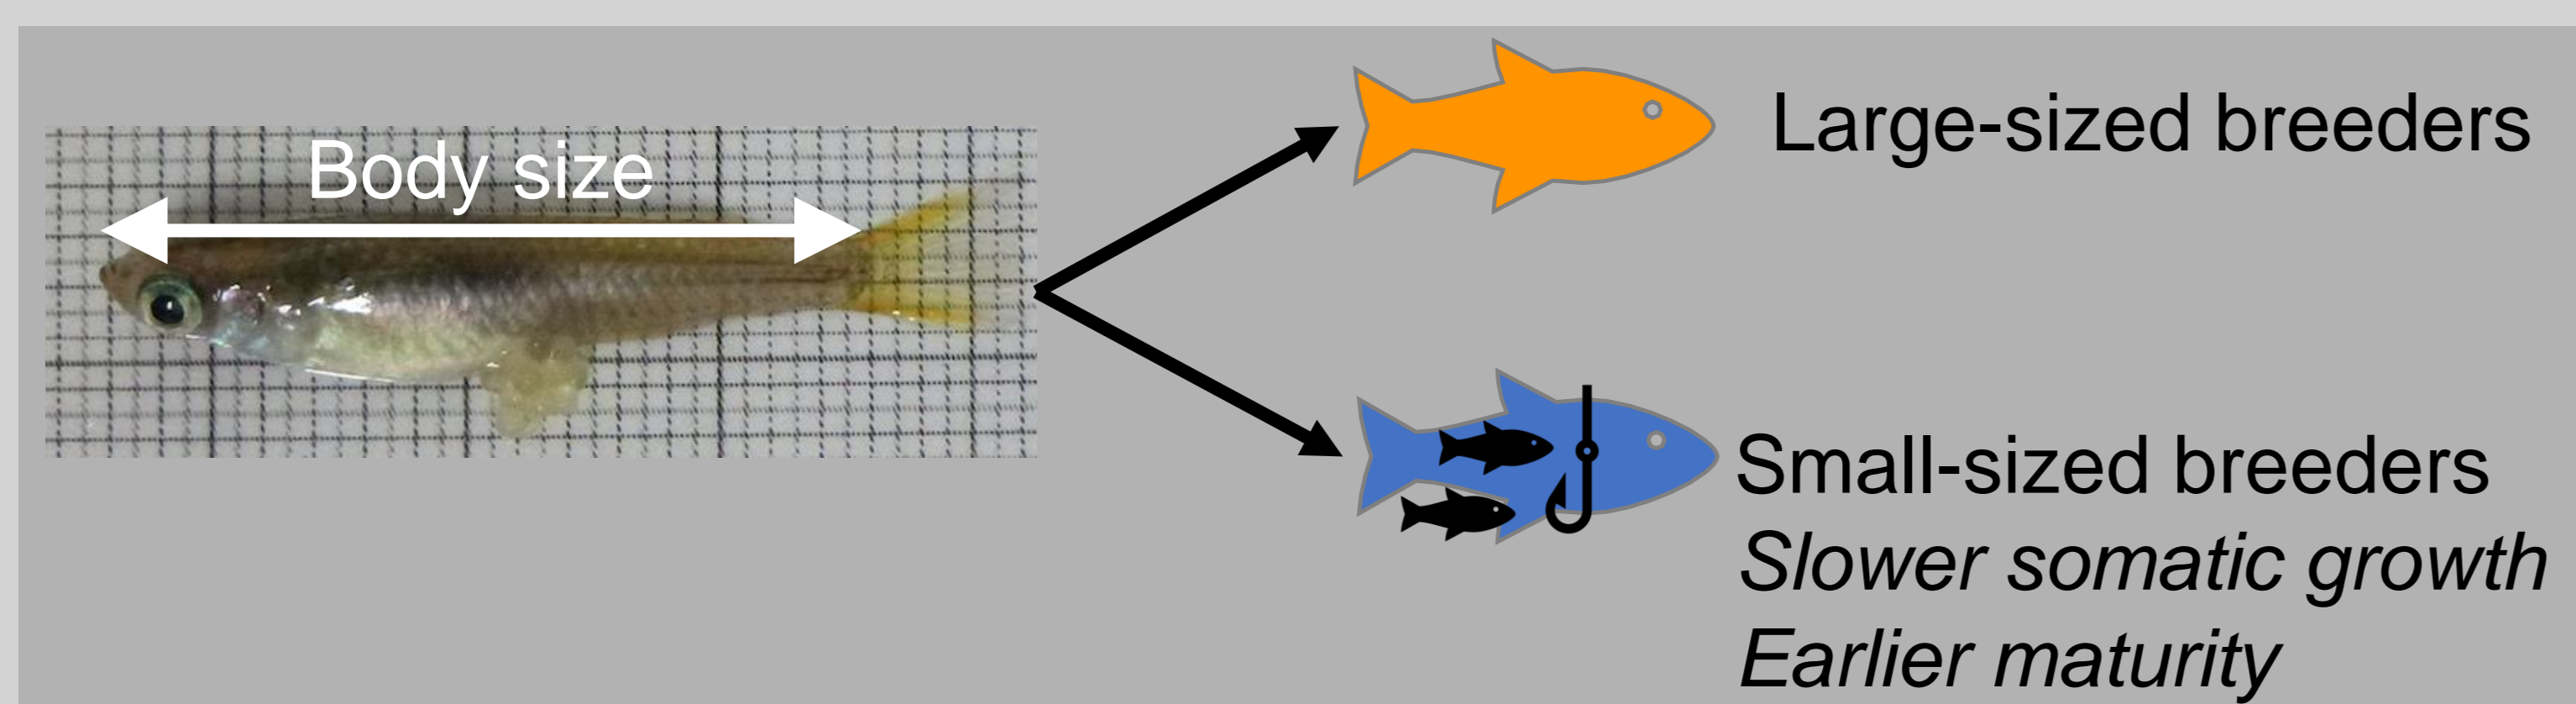 Body size
Large-sized breeders
Small-sized breeders
Slower somatic growth
Earlier maturity